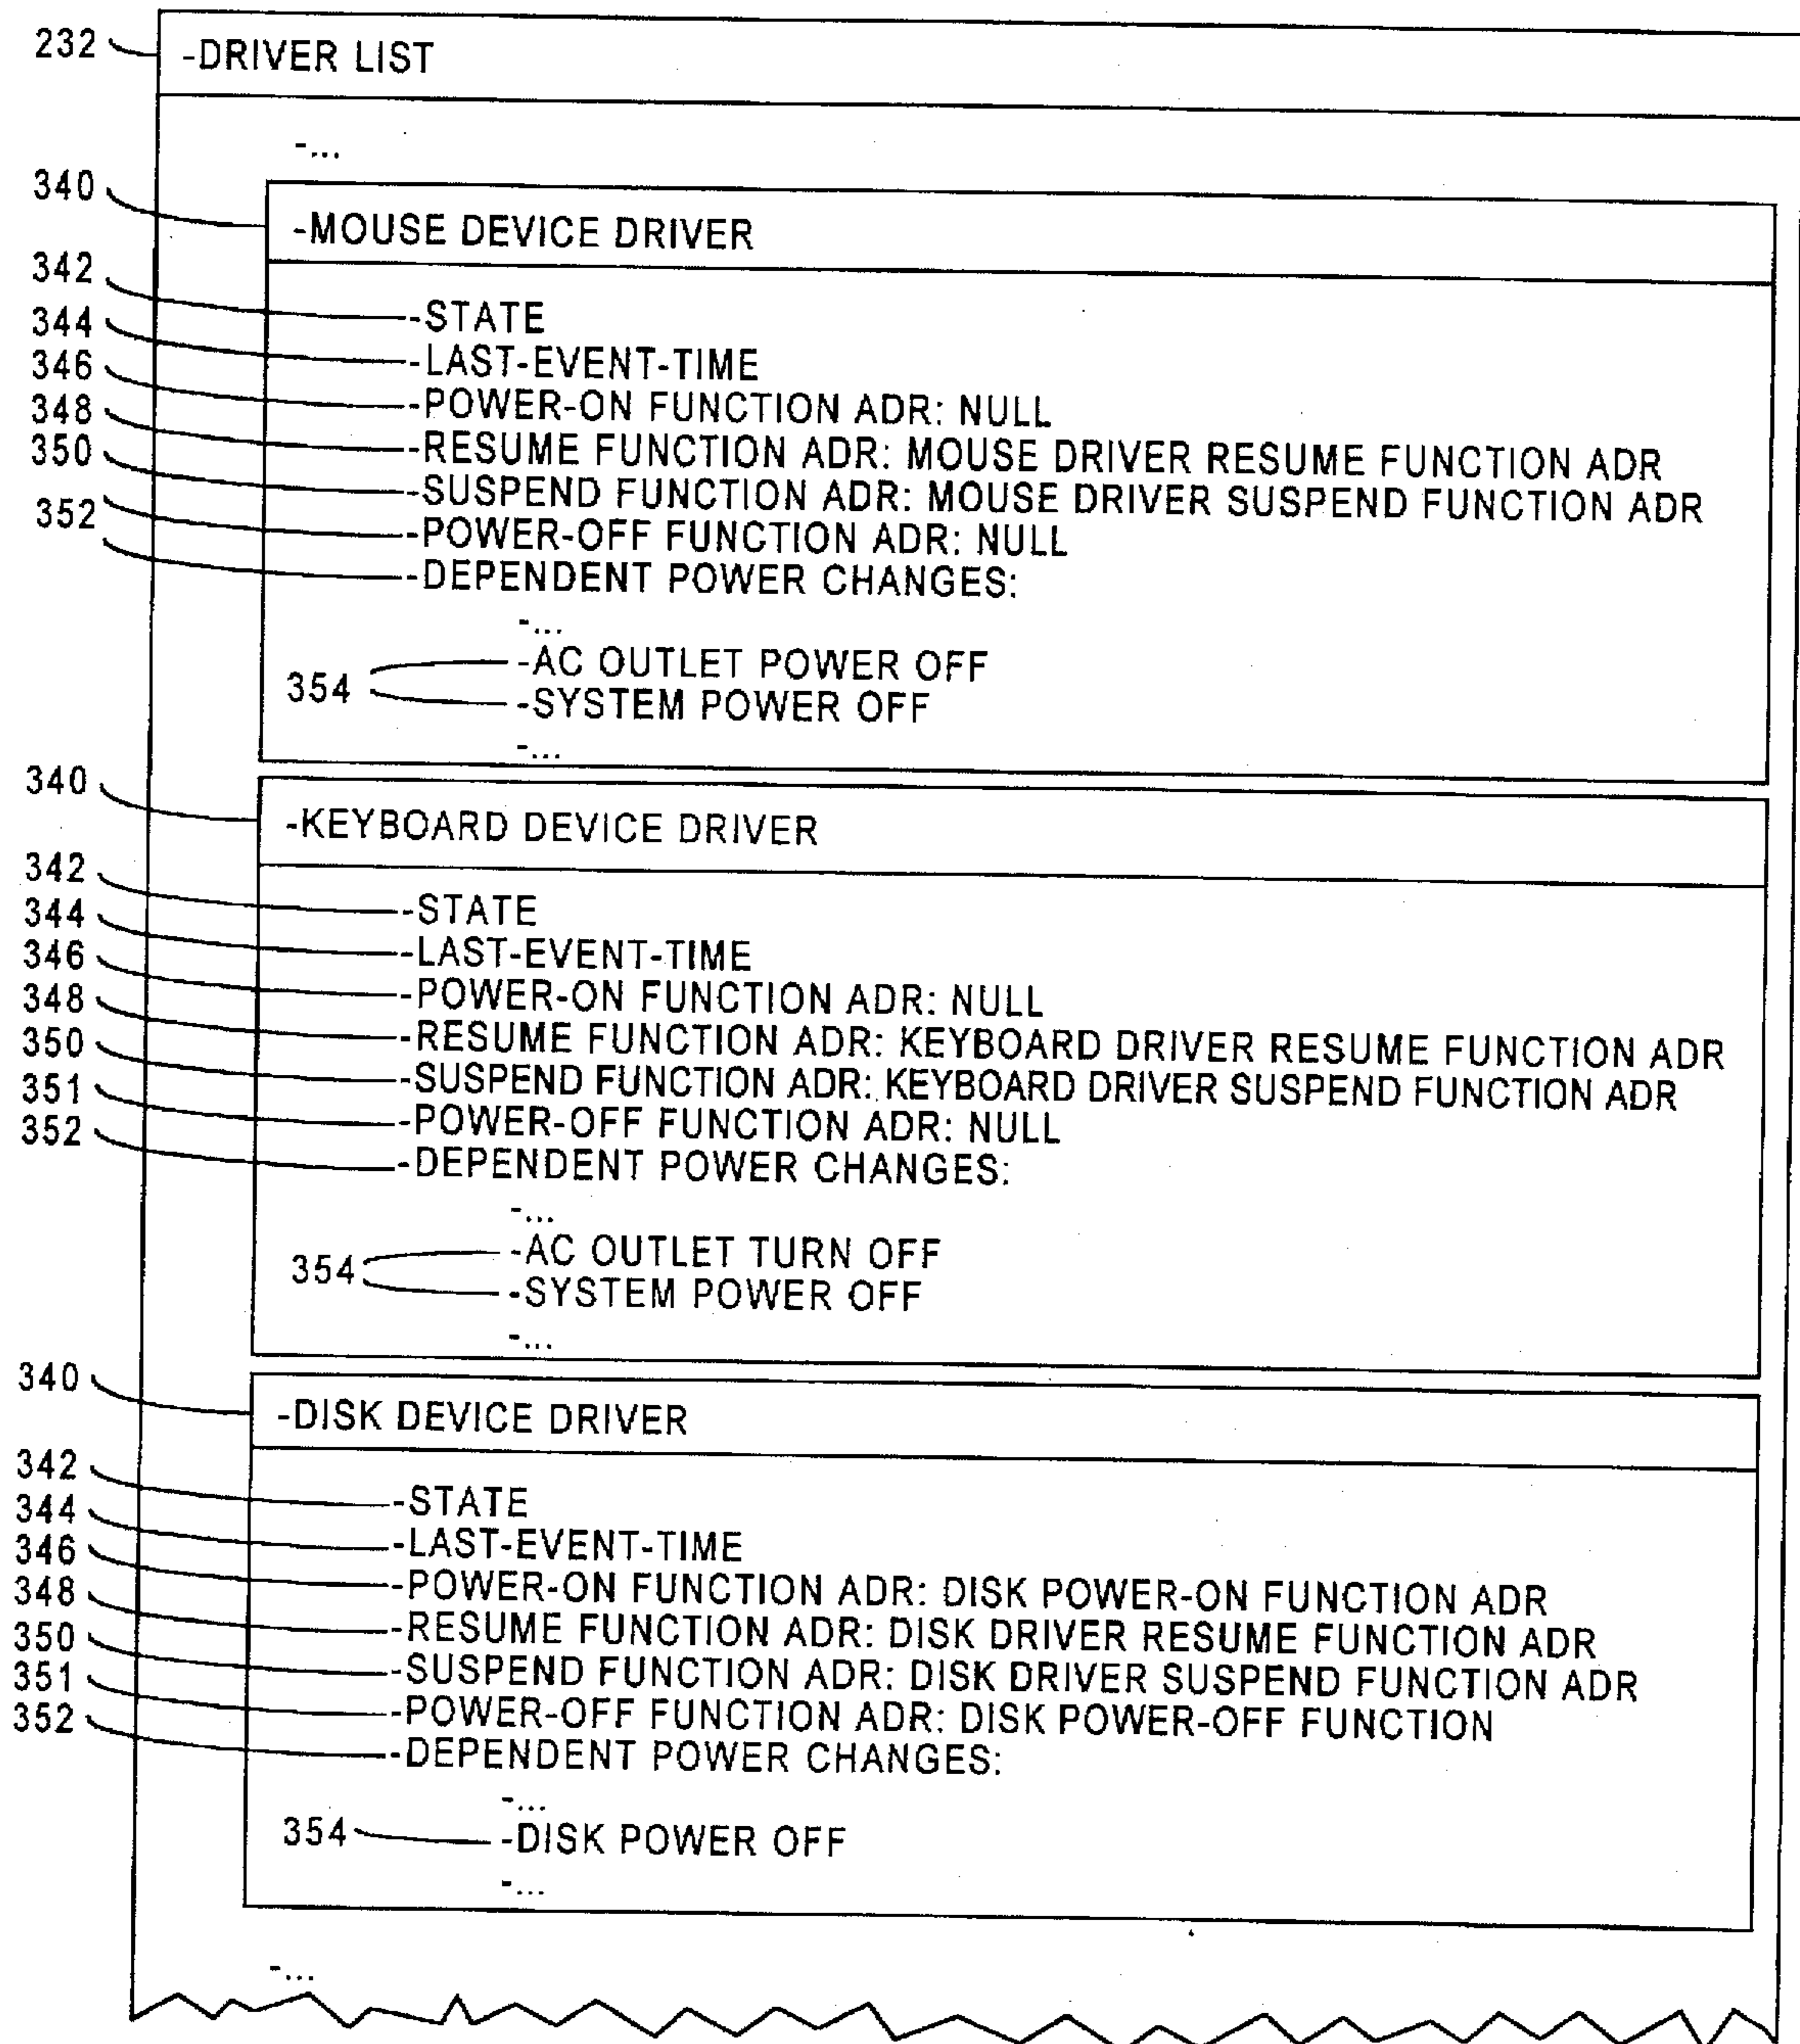 232 -DRIVER LIST
-...
340 -MOUSE DEVICE DRIVER
342 -STATE
344 -LAST-EVENT-TIME
346 -POWER-ON FUNCTION ADR: NULL
348 -RESUME FUNCTION ADR: MOUSE DRIVER RESUME FUNCTION ADR
350 -SUSPEND FUNCTION ADR: MOUSE DRIVER SUSPEND FUNCTION ADR
-POWER-OFF FUNCTION ADR: NULL
352 -DEPENDENT POWER CHANGES:
-...
354 -AC OUTLET POWER OFF
-SYSTEM POWER OFF
-...
340 -KEYBOARD DEVICE DRIVER
342 -STATE
344 -LAST-EVENT-TIME
346 -POWER-ON FUNCTION ADR: NULL
348 -RESUME FUNCTION ADR: KEYBOARD DRIVER RESUME FUNCTION ADR
350 -SUSPEND FUNCTION ADR: KEYBOARD DRIVER SUSPEND FUNCTION ADR
351 -POWER-OFF FUNCTION ADR: NULL
352 -DEPENDENT POWER CHANGES:
-...
354 -AC OUTLET TURN OFF
-SYSTEM POWER OFF
-...
340 -DISK DEVICE DRIVER
342 -STATE
344 -LAST-EVENT-TIME
346 -POWER-ON FUNCTION ADR: DISK POWER-ON FUNCTION ADR
348 -RESUME FUNCTION ADR: DISK DRIVER RESUME FUNCTION ADR
350 -SUSPEND FUNCTION ADR: DISK DRIVER SUSPEND FUNCTION ADR
351 -POWER-OFF FUNCTION ADR: DISK POWER-OFF FUNCTION
352 -DEPENDENT POWER CHANGES:
-...
354 -DISK POWER OFF
-...
-...